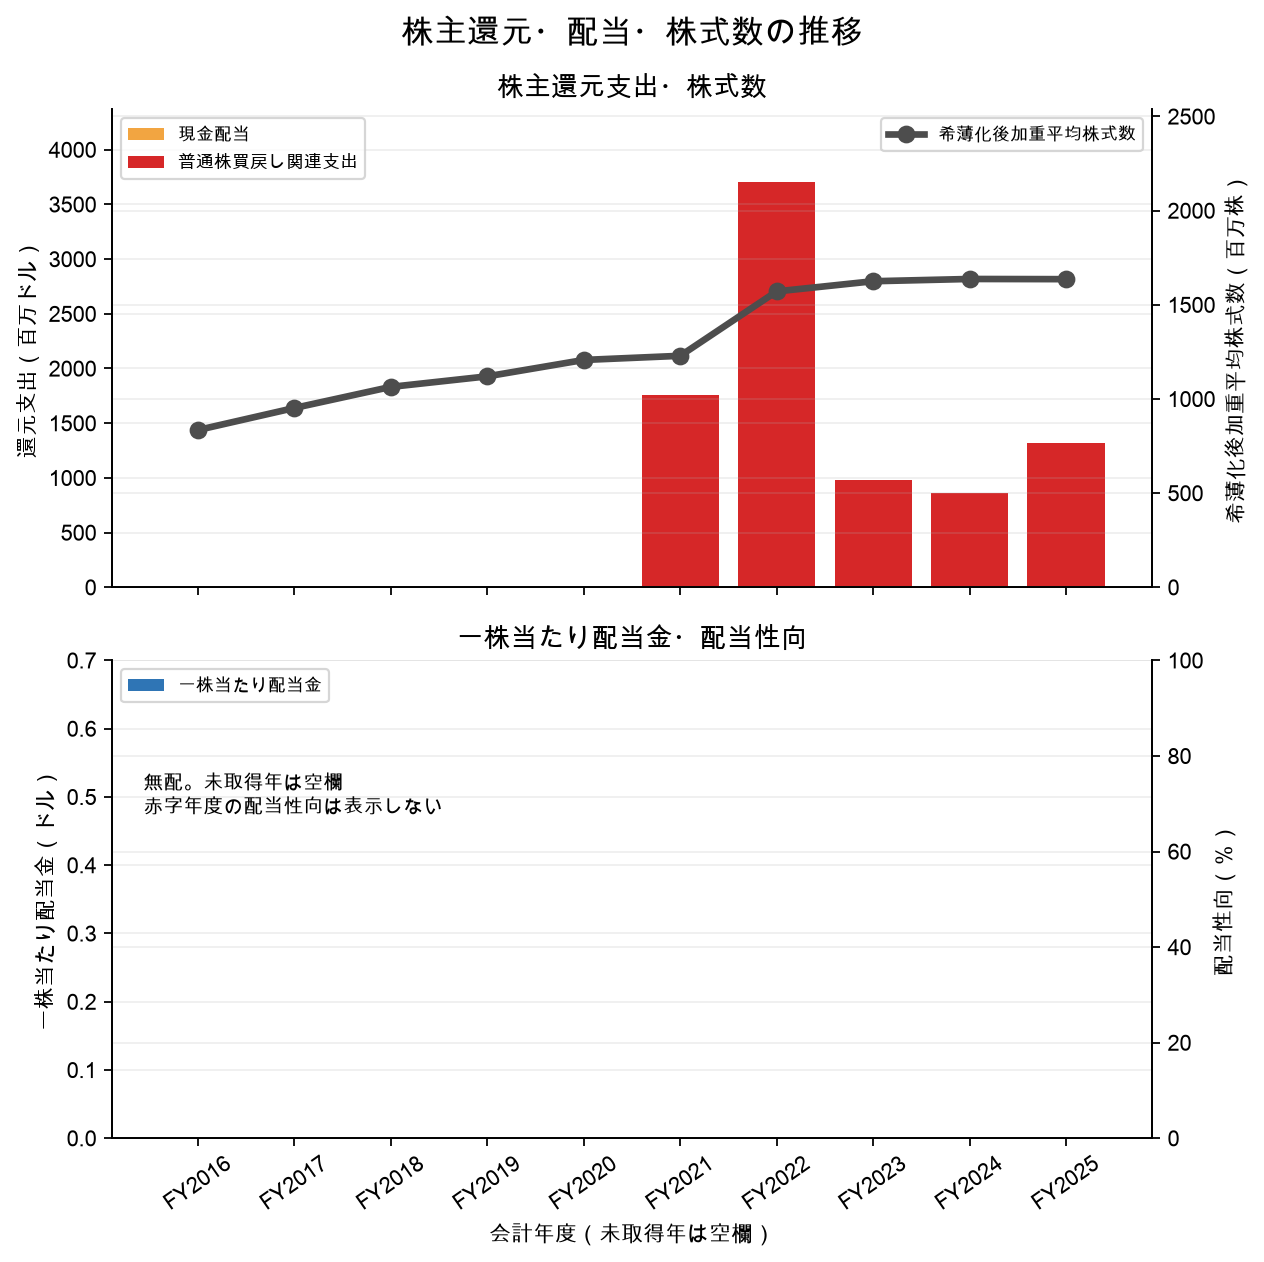 株主還元・配当・株式数の推移
株主還元支出・株式数
現金配当
普通株買戻し関連支出
希薄化後加重平均株式数
還元支出（百万ドル）
4000
3500
3000
2500
2000
1500
1000
500
0
2500
2000
1500
1000
500
0
希薄化後加重平均株式数（百万株）
一株当たり配当金・配当性向
一株当たり配当金
無配。未取得年は空欄
赤字年度の配当性向は表示しない
一株当たり配当金（ドル）
0.7
0.6
0.5
0.4
0.3
0.2
0.1
0.0
100
80
60
40
20
0
配当性向（%）
FY2016
FY2017
FY2018
FY2019
FY2020
FY2021
FY2022
FY2023
FY2024
FY2025
会計年度（未取得年は空欄）